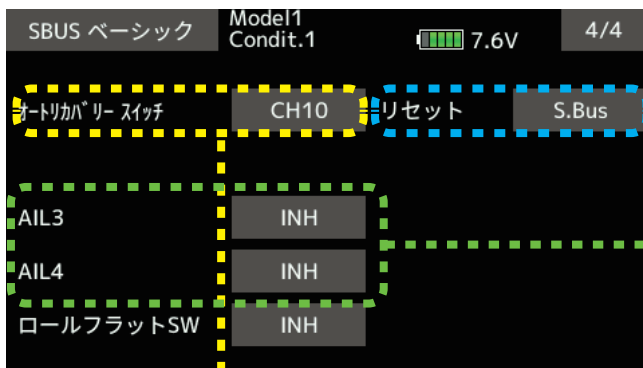 SBUS ベーシック
Model1
Condit.1
7.6V
4/4
オートリカバリー スイッチ
CH10
リセット
S.Bus
AIL3
INH
AIL4
INH
ロールフラットSW
INH